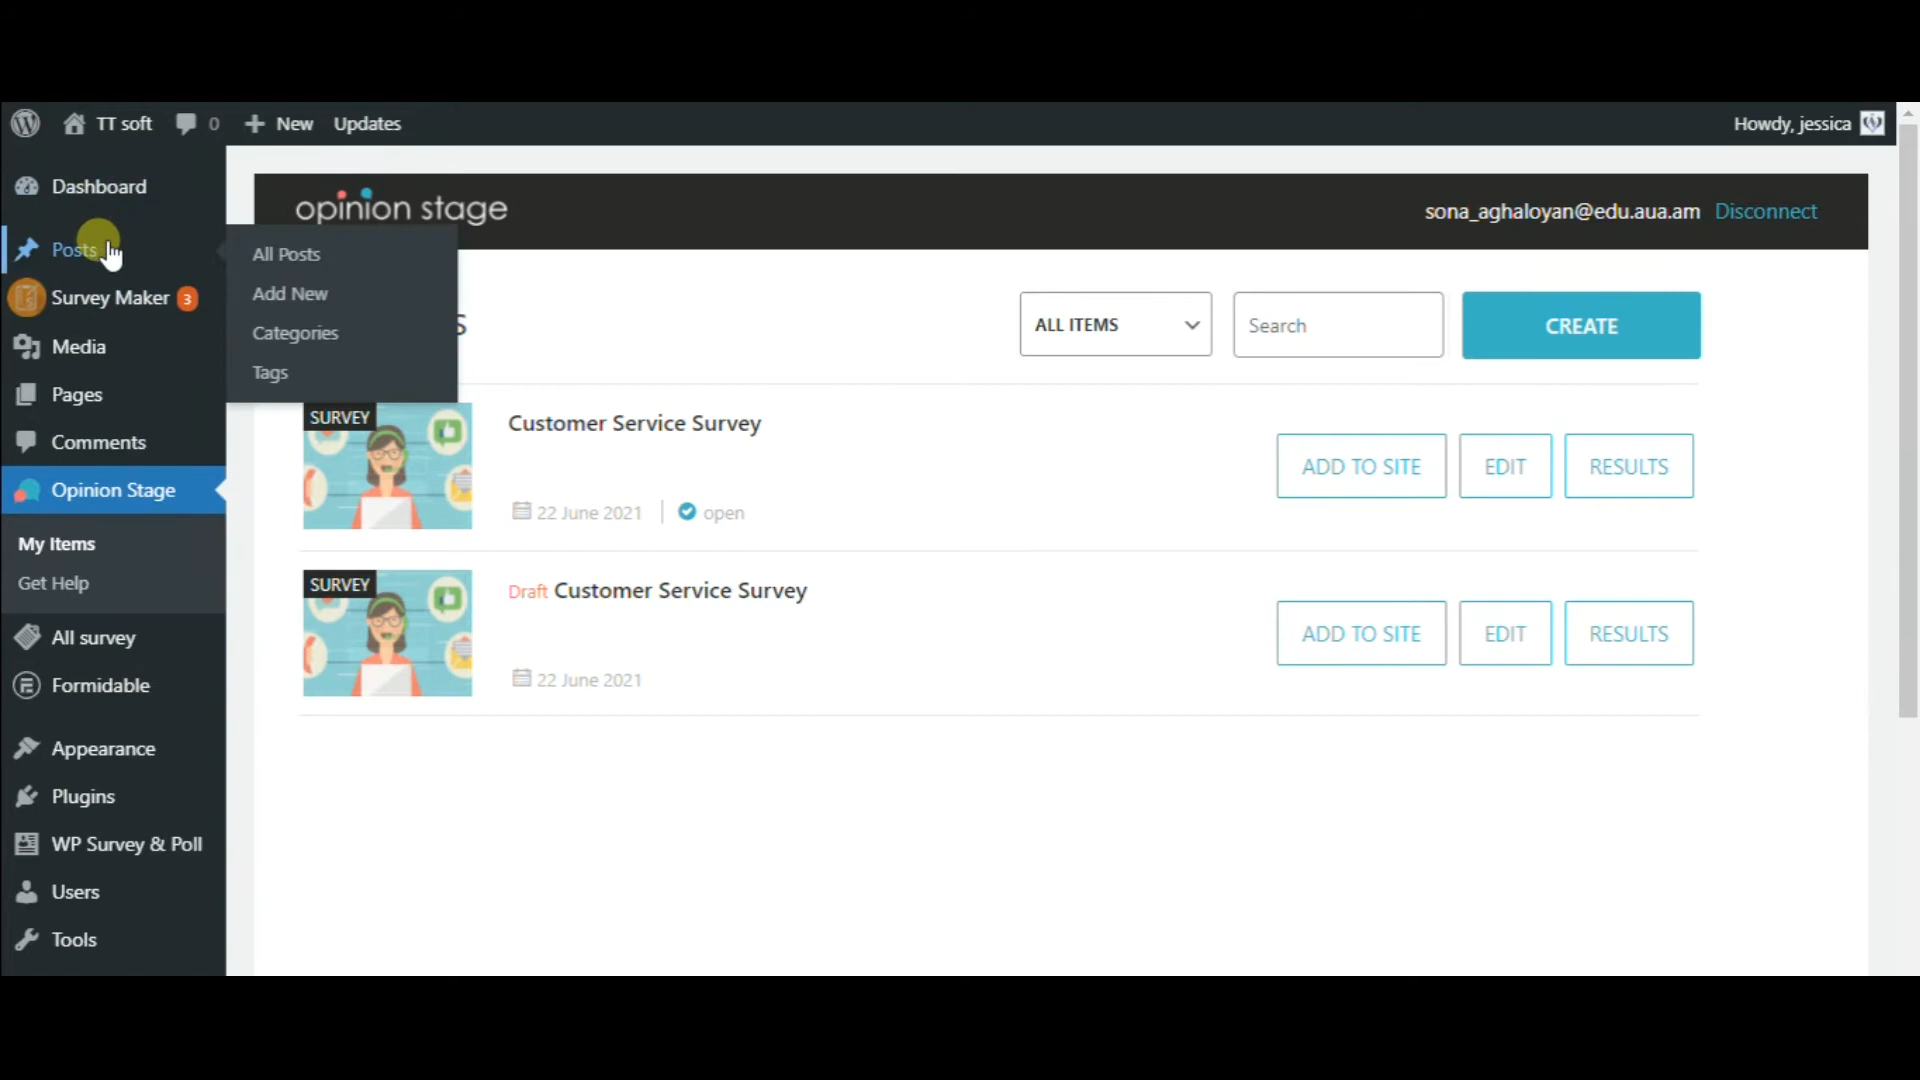 TT soft 0 New Updates
Howdy, jessica
Dashboard
Posts
Survey Maker 3
Media
Pages
Comments
Opinion Stage
My Items
Get Help
All survey
Formidable
Appearance
Plugins
WP Survey & Poll
Users
Tools
All Posts
Add New
Categories
Tags
opinion stage
sona_aghaloyan@edu.aua.am Disconnect
s
ALL ITEMS
Search
CREATE
SURVEY
Customer Service Survey
22 June 2021
open
ADD TO SITE
EDIT
RESULTS
SURVEY
Draft Customer Service Survey
22 June 2021
ADD TO SITE
EDIT
RESULTS